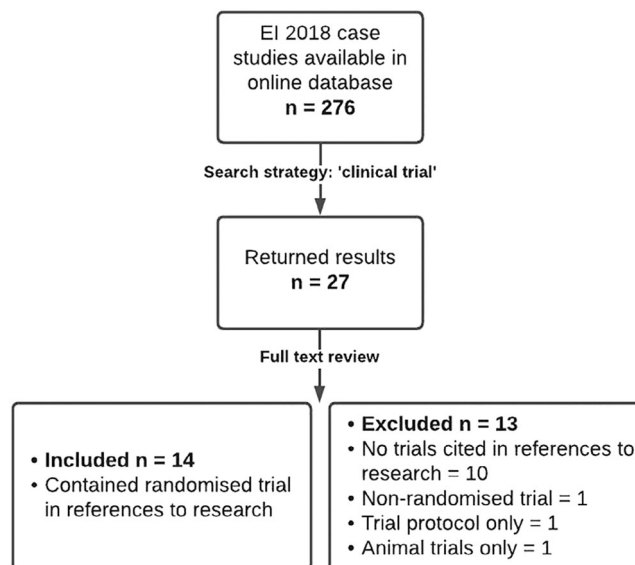 EI 2018 case
studies available in
online database
n = 276
Search strategy: 'clinical trial'
Returned results
n = 27
Full text review
• Included n = 14
• Contained randomised trial
in references to research
• Excluded n = 13
• No trials cited in references to
research = 10
• Non-randomised trial = 1
• Trial protocol only = 1
• Animal trials only = 1